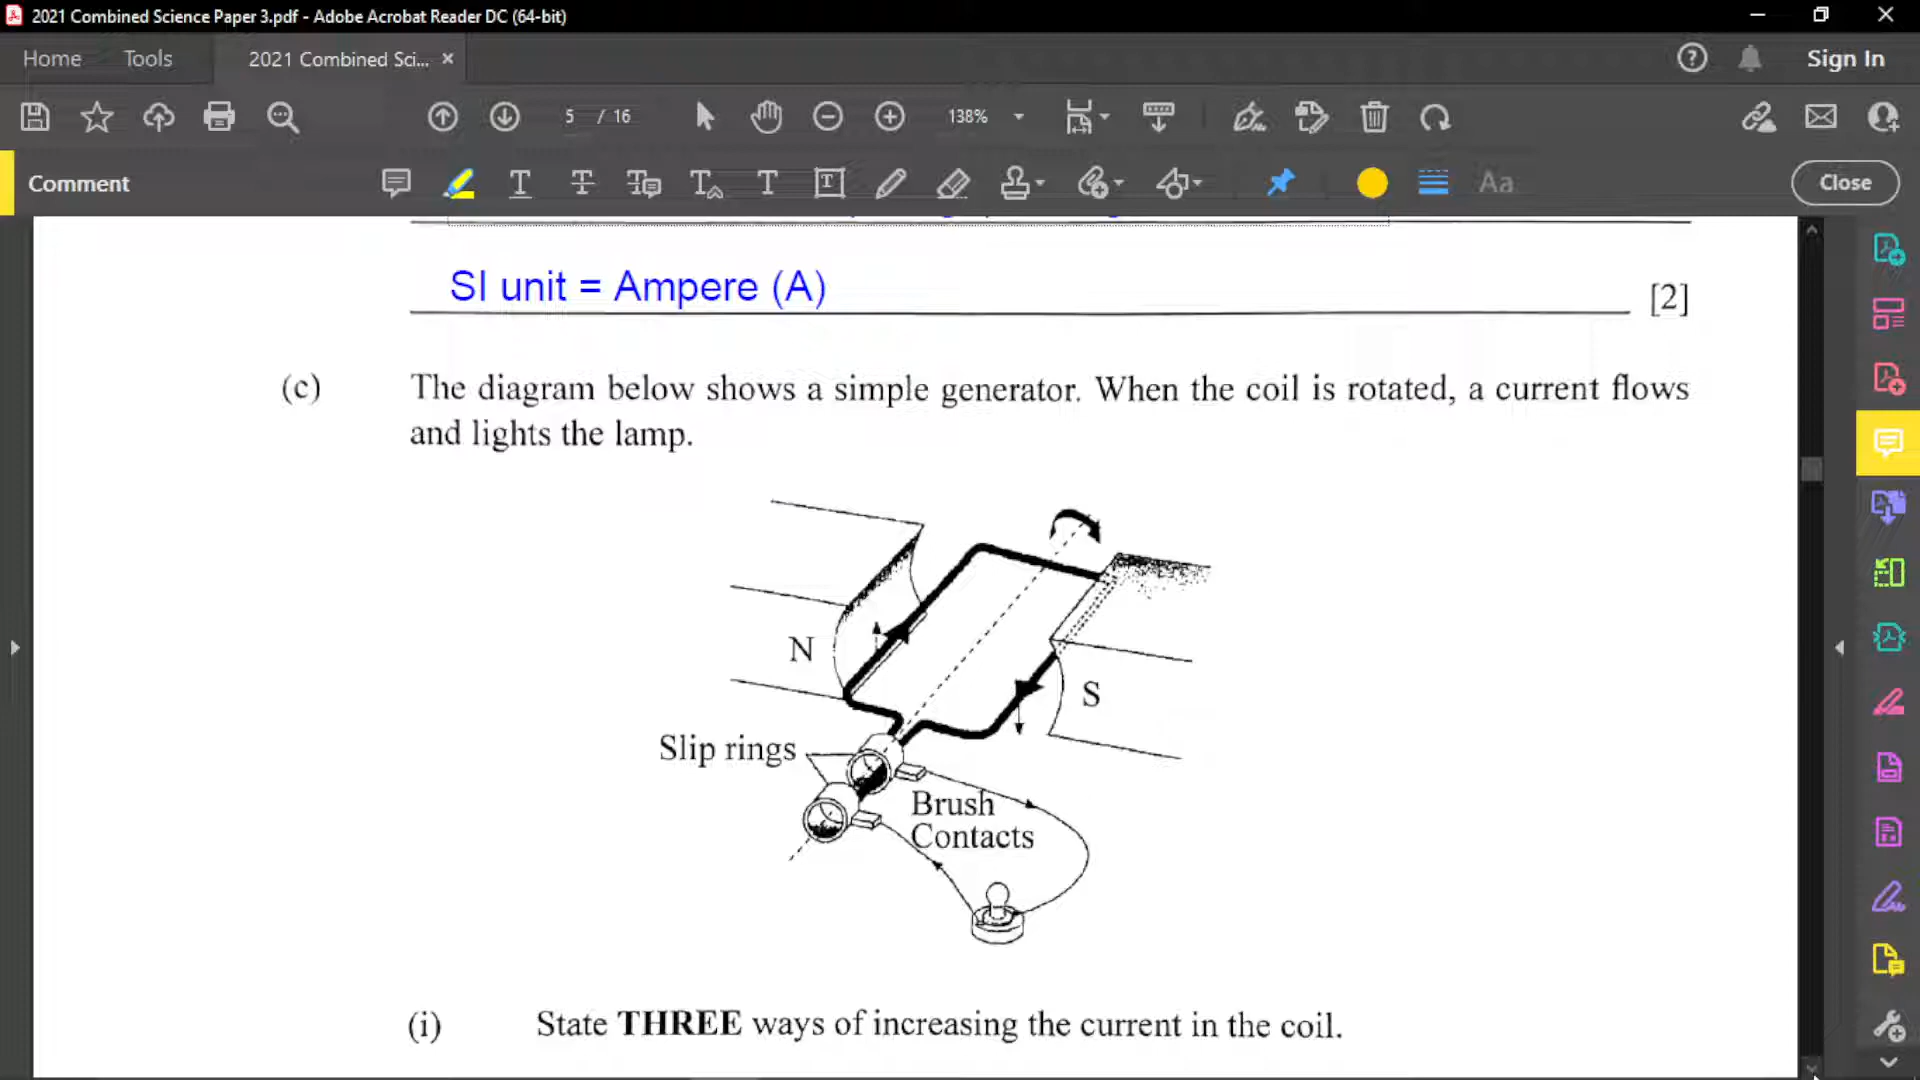 2021 Combined Science Paper 3.pdf - Adobe Acrobat Reader DC (64-bit)
Home
Tools
2021 Combined Sci...
Sign In
5 / 16
138%
Comment
Aa
Close
SI unit = Ampere (A)
[2]
(c) The diagram below shows a simple generator. When the coil is rotated, a current flows
and lights the lamp.
N
S
Slip rings
Brush
Contacts
(i) State THREE ways of increasing the current in the coil.